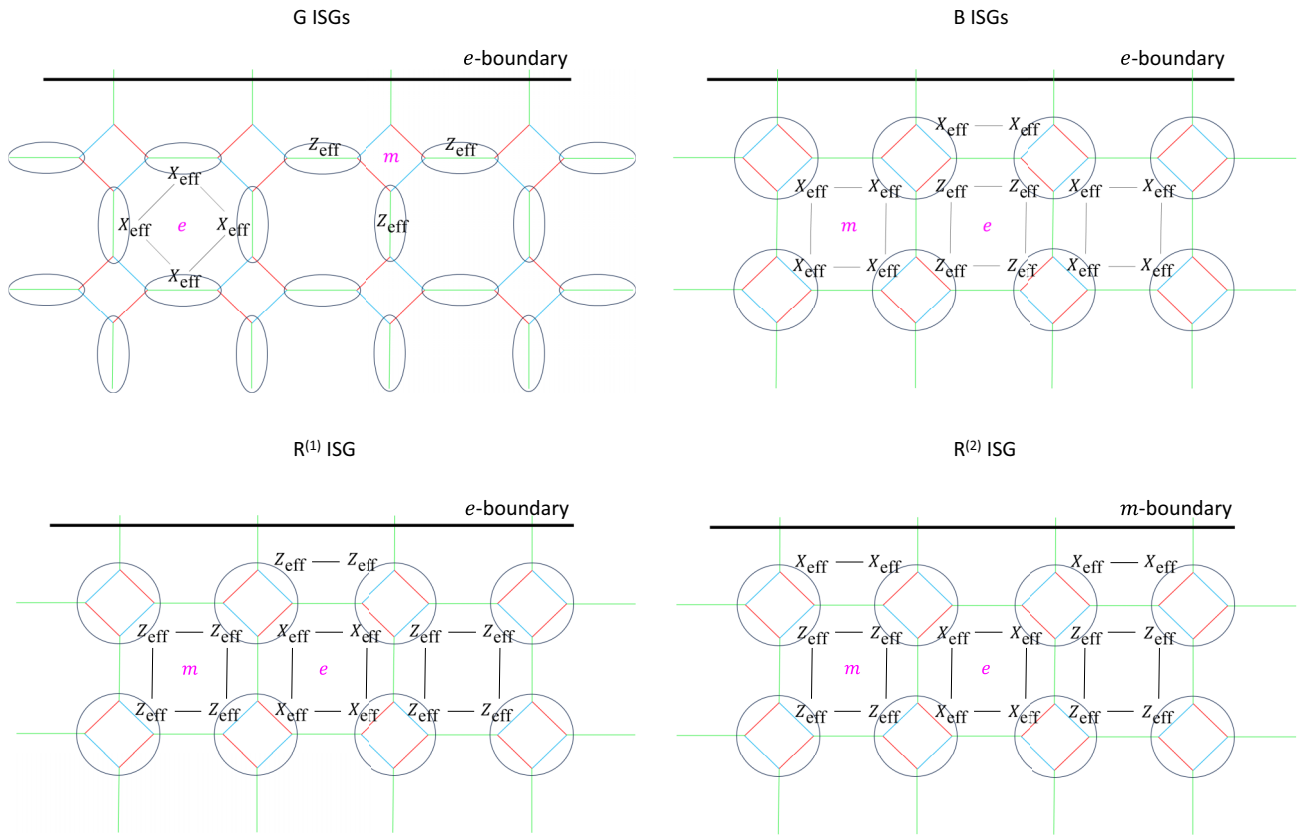 G ISGs
e-boundary
Z_eff Z_eff
m
X_eff
X_eff e X_eff Z_eff
X_eff
B ISGs
e-boundary
X_eff — X_eff
X_eff — X_eff Z_eff — Z_eff X_eff — X_eff
m e
X_eff — X_eff Z_eff — Z_eff X_eff — X_eff
R⁽¹⁾ ISG
e-boundary
Z_eff — Z_eff
Z_eff — Z_eff X_eff — X_eff Z_eff — Z_eff
m e
Z_eff — Z_eff X_eff — X_eff Z_eff — Z_eff
R⁽²⁾ ISG
m-boundary
X_eff — X_eff X_eff — X_eff
Z_eff — Z_eff X_eff — X_eff Z_eff — Z_eff
m e
Z_eff — Z_eff X_eff — X_eff Z_eff — Z_eff